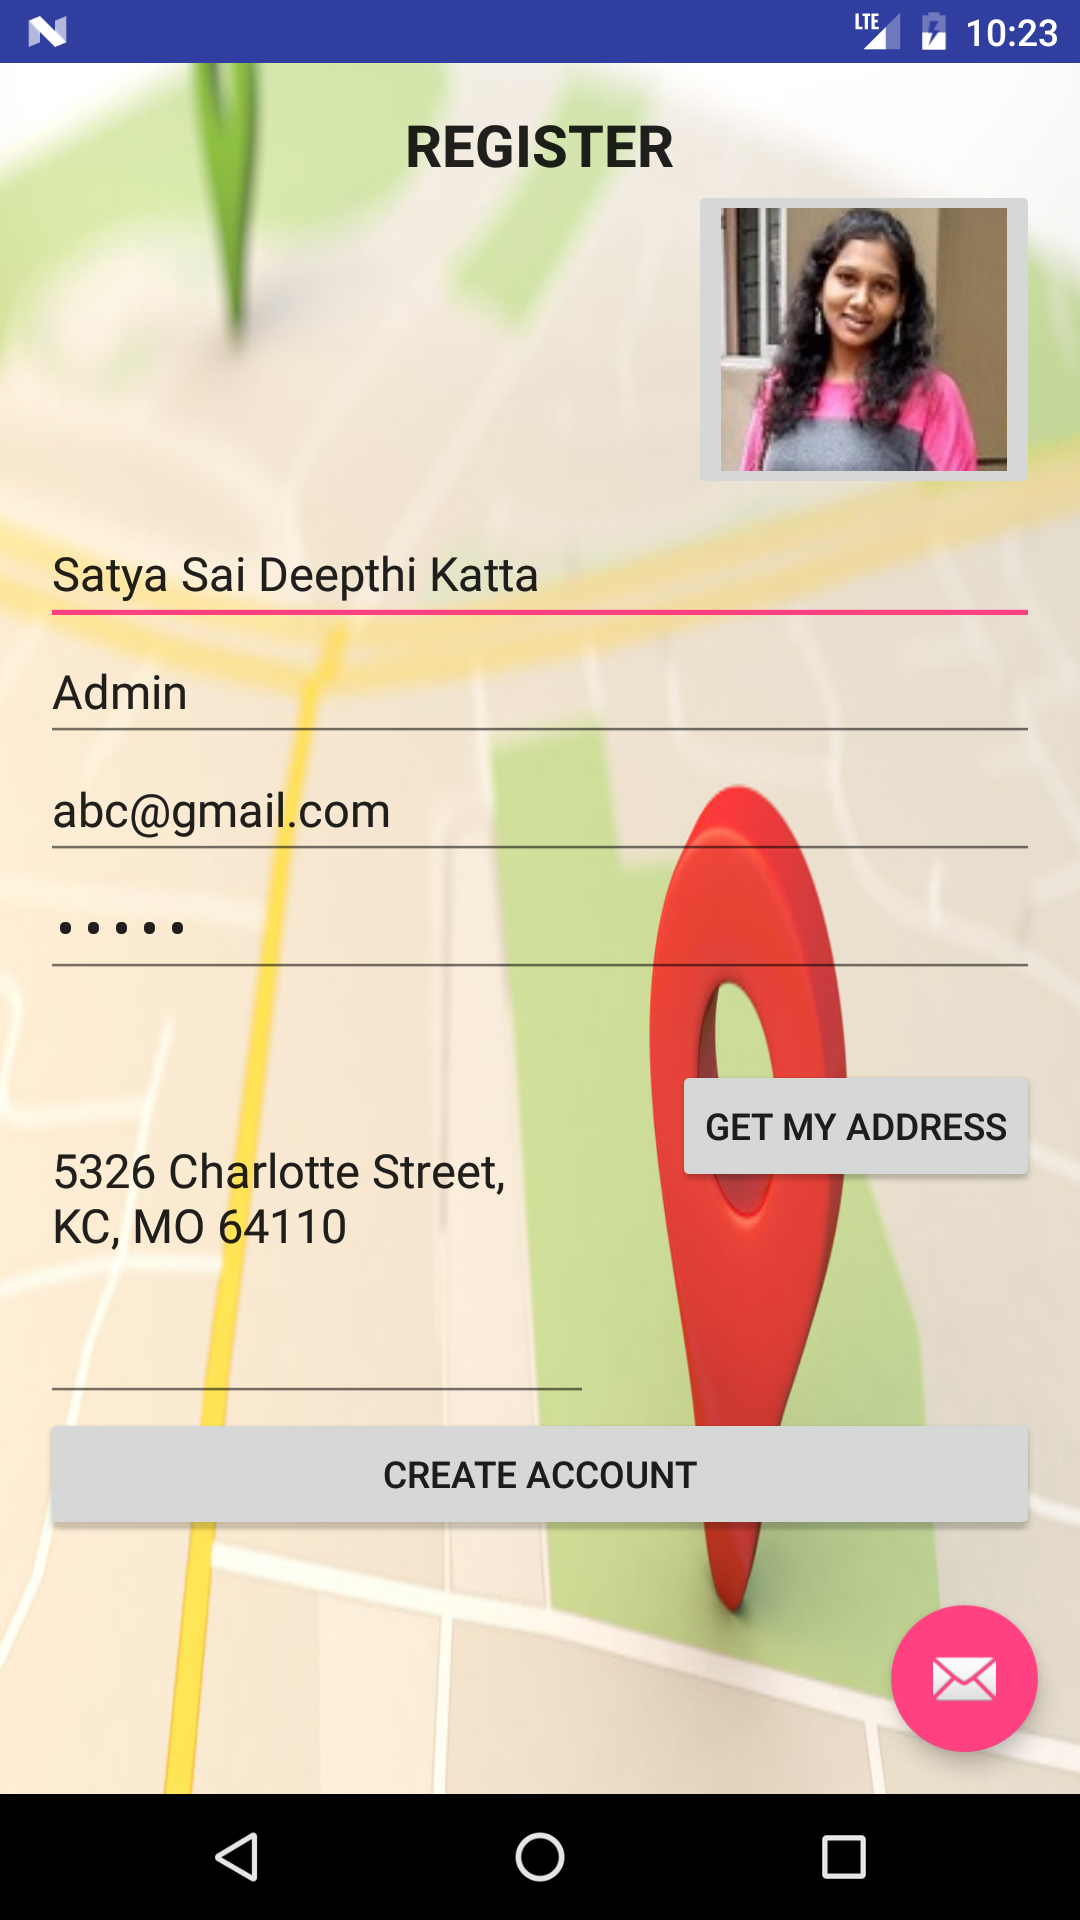 LTE 10:23
REGISTER
Satya Sai Deepthi Katta
Admin
abc@gmail.com
•••••
GET MY ADDRESS
5326 Charlotte Street,
KC, MO 64110
CREATE ACCOUNT